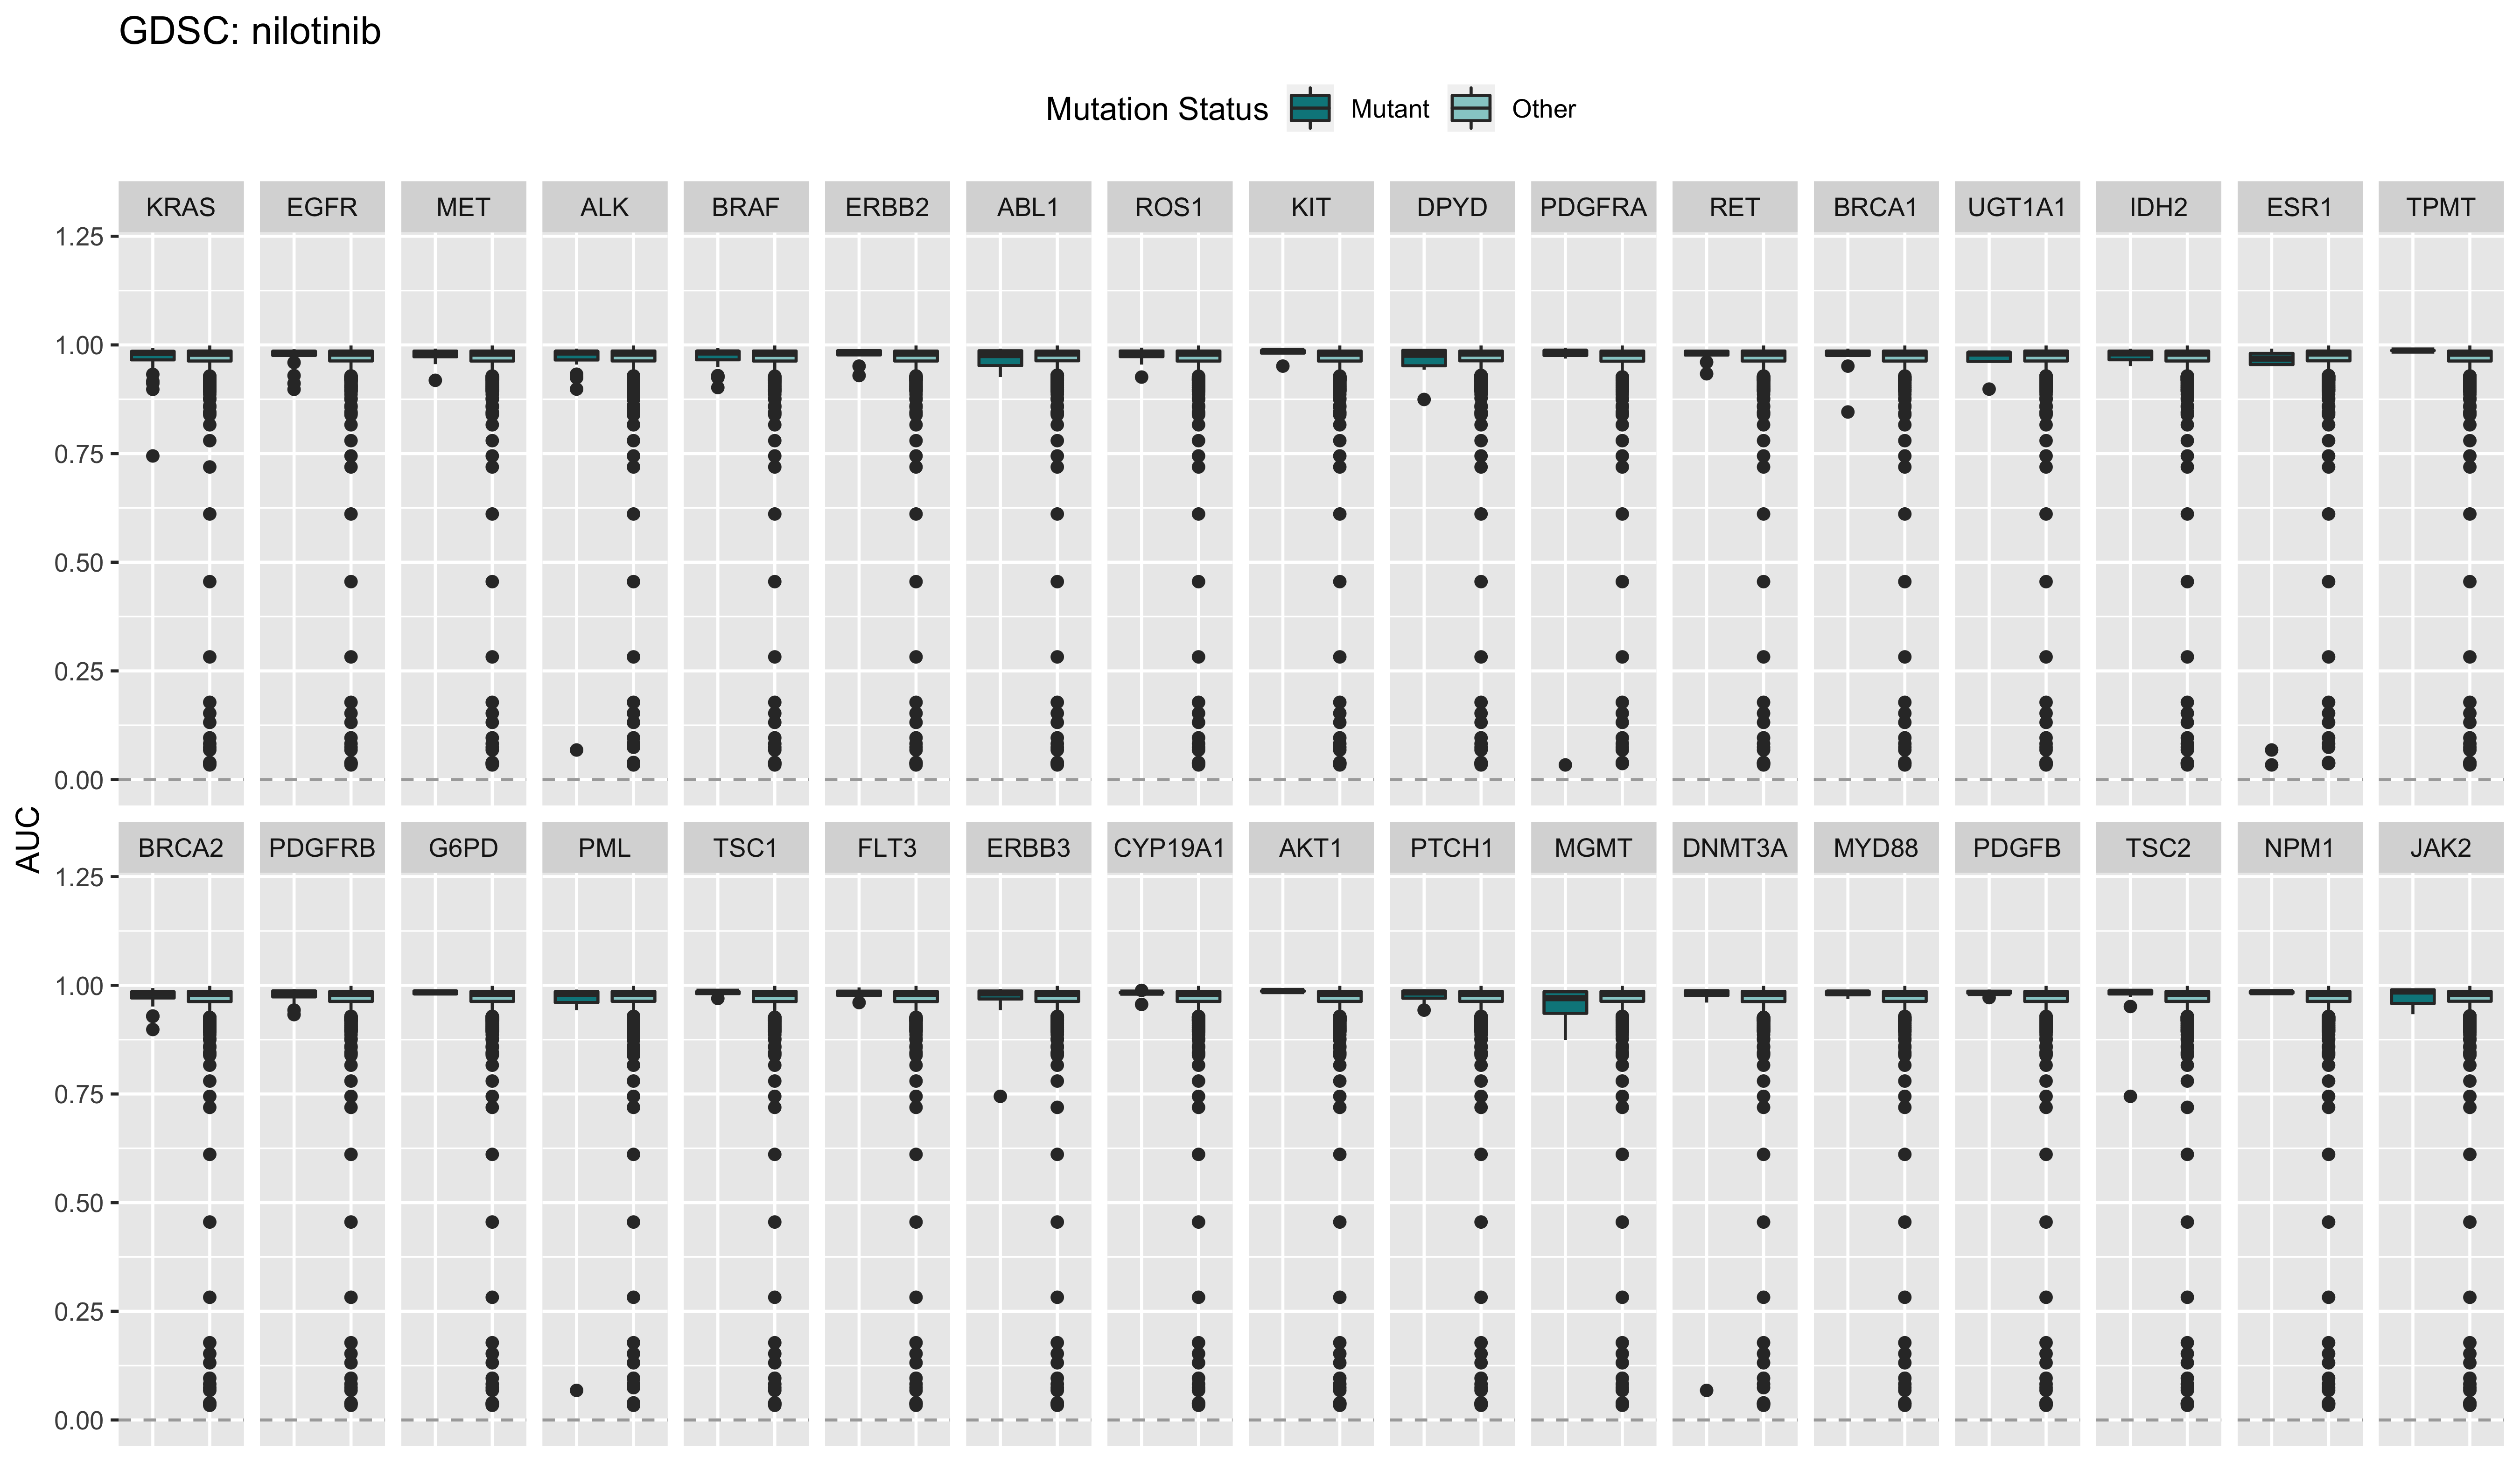 GDSC: nilotinib
Mutation Status Mutant Other
KRAS EGFR MET ALK BRAF ERBB2 ABL1 ROS1 KIT DPYD PDGFRA RET BRCA1 UGT1A1 IDH2 ESR1 TPMT
1.25
1.00
0.75
0.50
0.25
0.00
AUC
BRCA2 PDGFRB G6PD PML TSC1 FLT3 ERBB3 CYP19A1 AKT1 PTCH1 MGMT DNMT3A MYD88 PDGFB TSC2 NPM1 JAK2
1.25
1.00
0.75
0.50
0.25
0.00